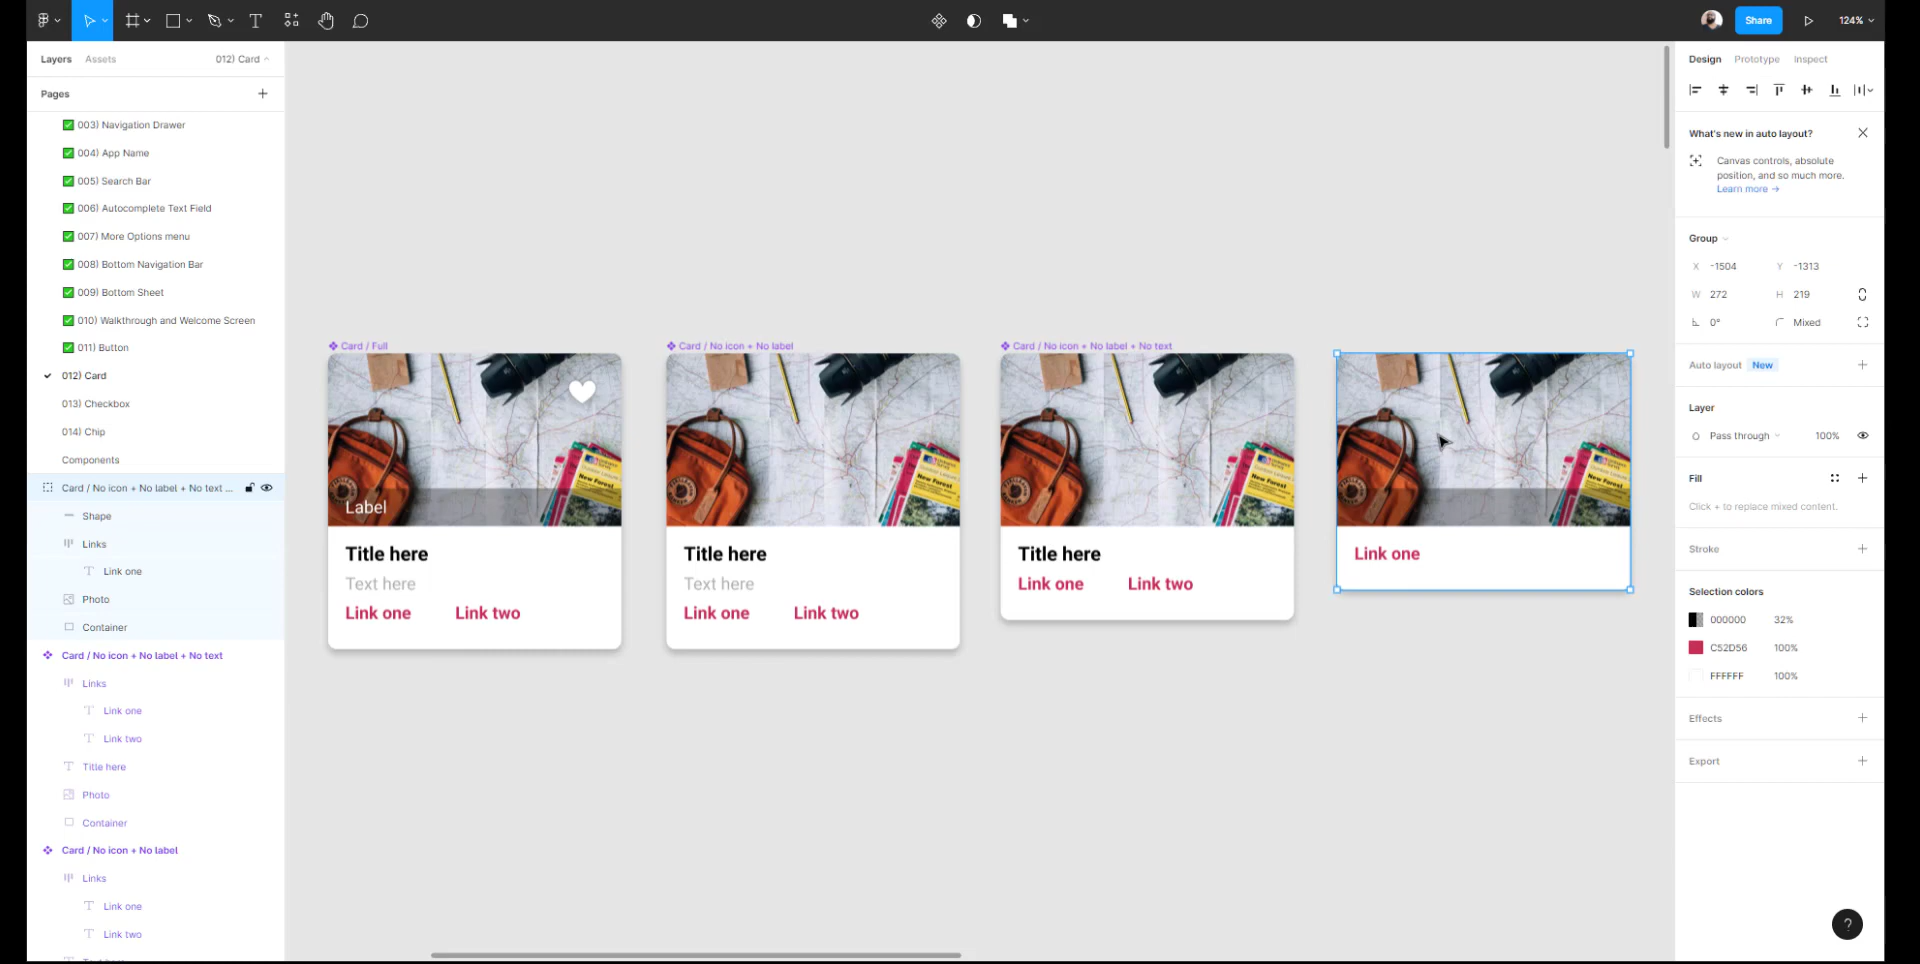 Share
124%
Layers
Assets
012) Card
Pages
003) Navigation Drawer
004) App Name
005) Search Bar
006) Autocomplete Text Field
007) More Options menu
008) Bottom Navigation Bar
009) Bottom Sheet
010) Walkthrough and Welcome Screen
011) Button
012) Card
013) Checkbox
014) Chip
Components
Card / No icon + No label + No text ...
Shape
Links
Link one
Photo
Container
Card / No icon + No label + No text
Links
Link one
Link two
Title here
Photo
Container
Card / No icon + No label
Links
Link one
Link two
Card / Full
New Forest
Label
Title here
Text here
Link one
Link two
Card / No icon + No label
New Forest
Title here
Text here
Link one
Link two
Card / No icon + No label + No text
New Forest
Title here
Link one
Link two
New Forest
Link one
Design
Prototype
Inspect
What's new in auto layout?
Canvas controls, absolute
position, and so much more.
Learn more →
Group
X -1504
Y -1313
W 272
H 219
0°
Mixed
Auto layout New
Layer
Pass through
100%
Fill
Click + to replace mixed content.
Stroke
Selection colors
000000 32%
C52D56 100%
FFFFFF 100%
Effects
Export
?